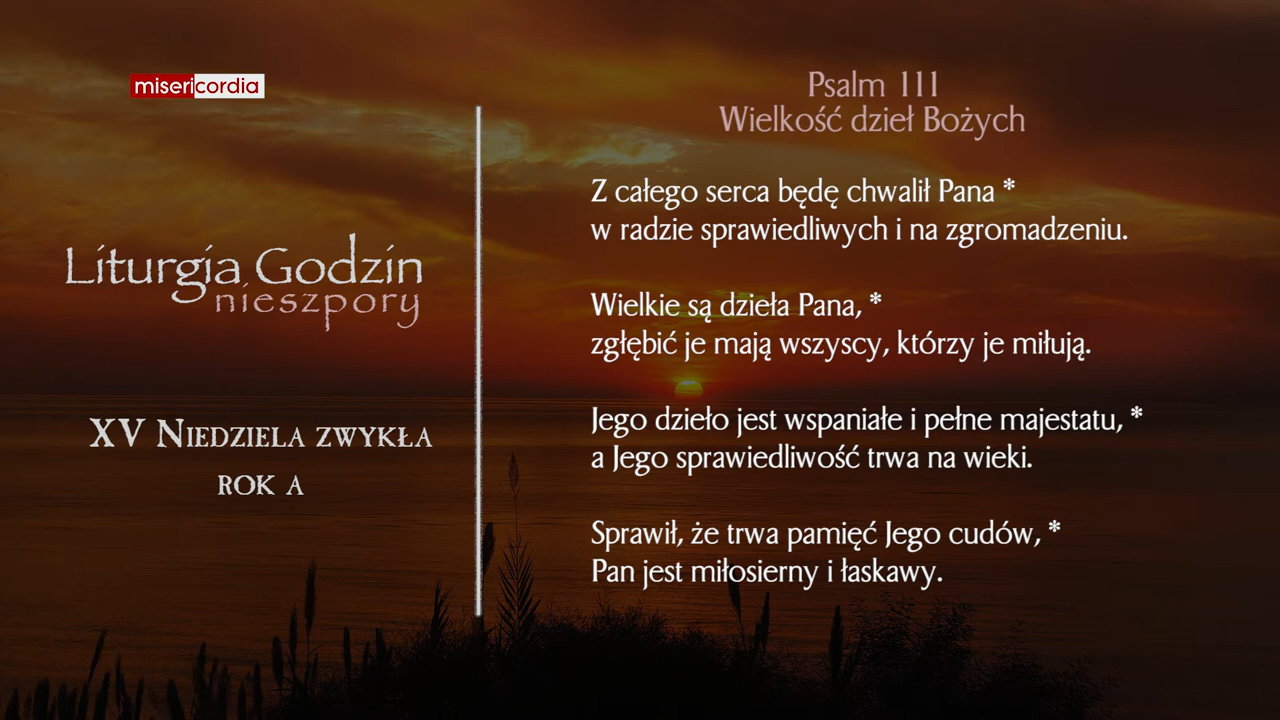 misericordia
Liturgia Godzin
nieszpory
XV Niedziela zwykła
rok A
Psalm 111
Wielkość dzieł Bożych
Z całego serca będę chwalił Pana *
w radzie sprawiedliwych i na zgromadzeniu.
Wielkie są dzieła Pana, *
zgłębić je mają wszyscy, którzy je miłują.
Jego dzieło jest wspaniałe i pełne majestatu, *
a Jego sprawiedliwość trwa na wieki.
Sprawił, że trwa pamięć Jego cudów, *
Pan jest miłosierny i łaskawy.